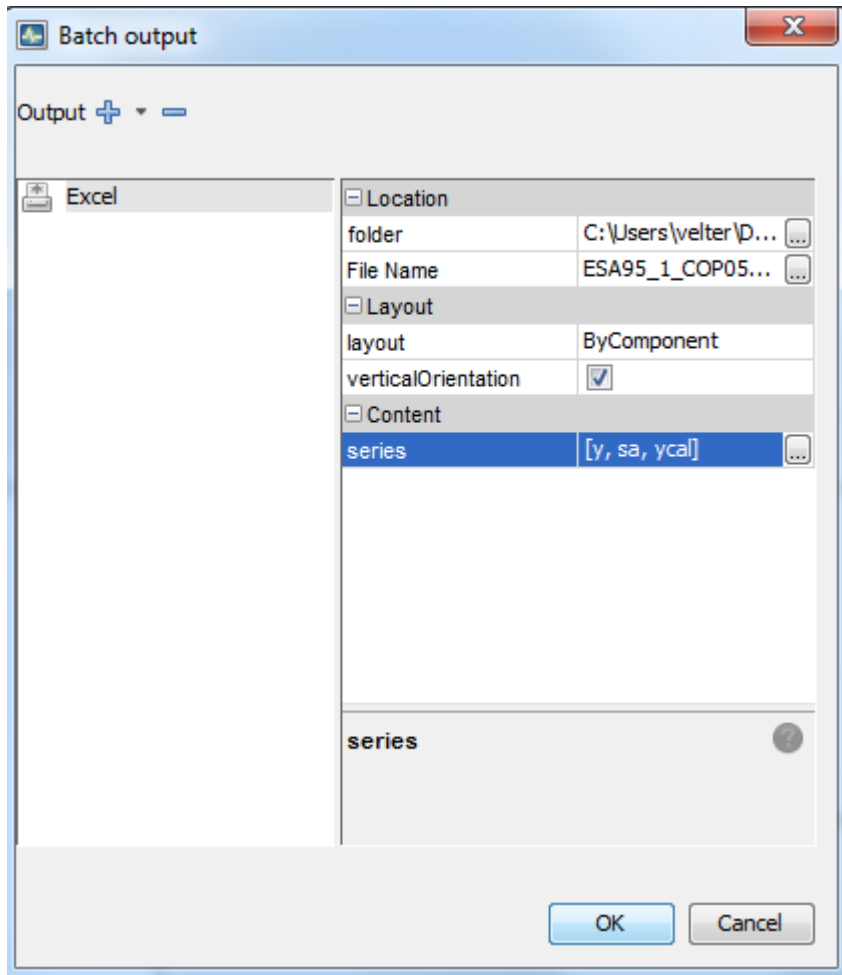 Batch output
Output
Excel
Location
folder C:\Users\velter\D... ...
File Name ESA95_1_COP05... ...
Layout
layout ByComponent
verticalOrientation
Content
series [y, sa, ycal] ...
series
?
OK Cancel